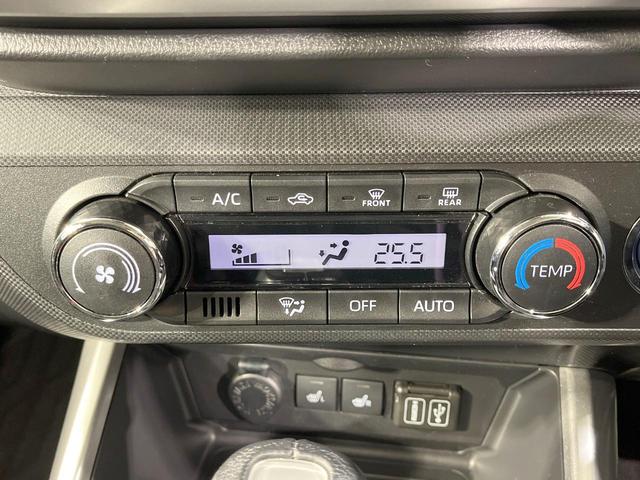 A/C
FRONT
REAR
25.5
TEMP
OFF
AUTO
L
R